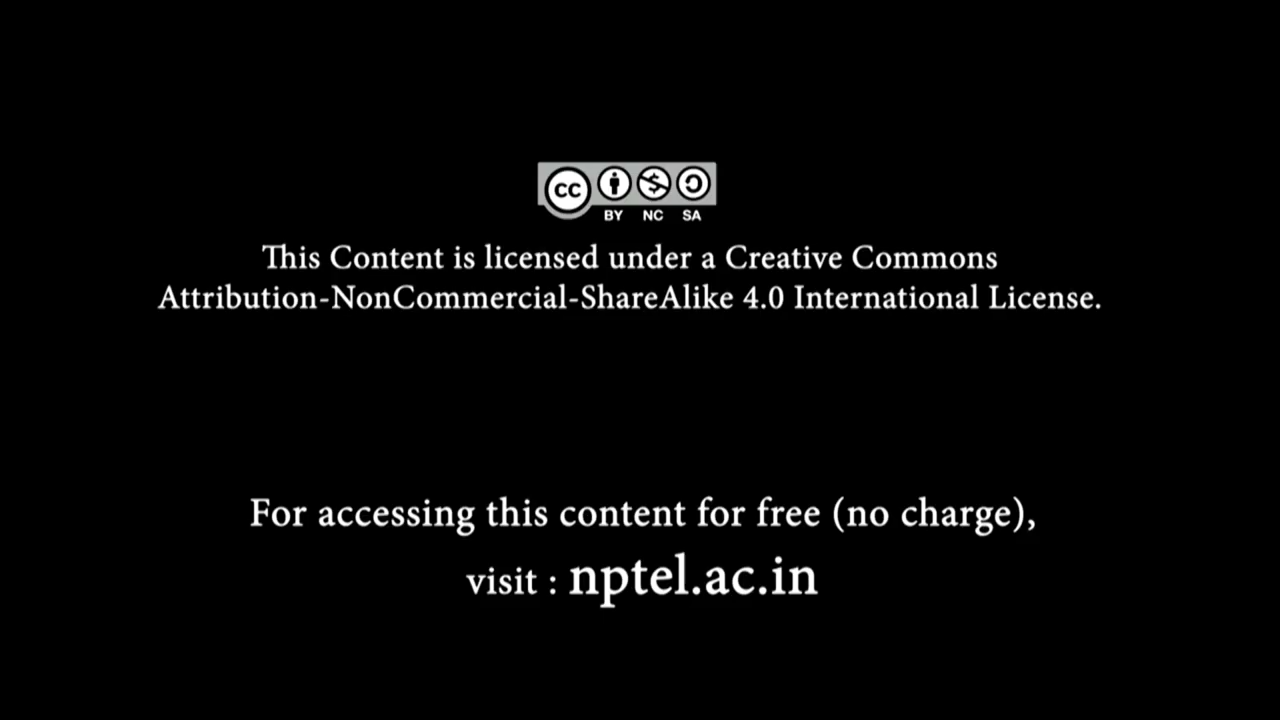 cc
BY NC SA
This Content is licensed under a Creative Commons
Attribution-NonCommercial-ShareAlike 4.0 International License.
For accessing this content for free (no charge),
visit : nptel.ac.in